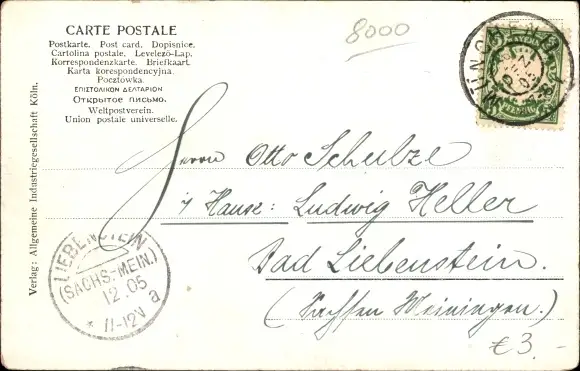 CARTE POSTALE
Postkarte. Post card. Dopisnice.
Cartolina postale. Levelező-Lap.
Korrespondenzkarte. Briefkaart.
Karta korespondencyjna.
Pocztówka.
ΕΠΙΣΤΟΛΙΚΟΝ ΔΕΛΤΑΡΙΟΝ
Открытое письмо.
Weltpostverein.
Union postale universelle.
8000
MÜNCHEN
Verlag: Allgemeine Industriegesellschaft Köln.
Herrn Otto Schulze
i/ Hause: Ludwig Heller
Bad Liebenstein.
(Sachsen Meiningen.)
LIEBENSTEIN
(SACHS-MEIN.)
12.05
* 11-12V a
€ 3.-